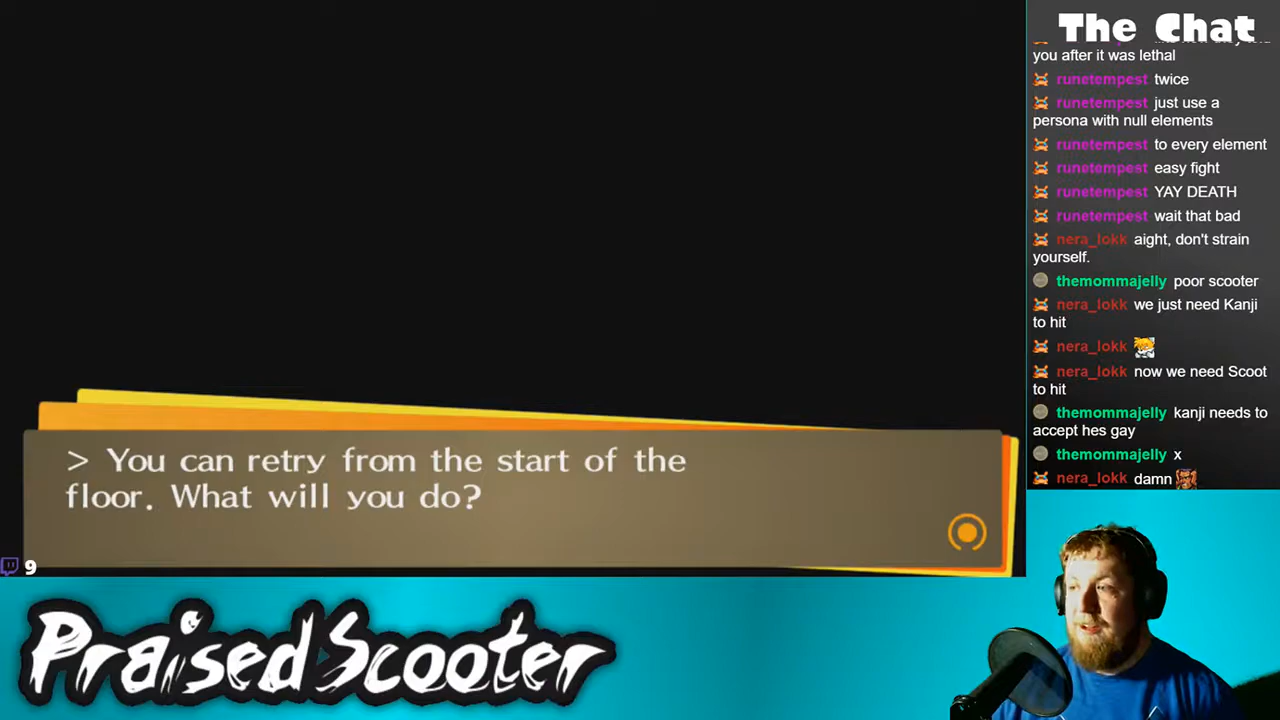 The Chat
you after it was lethal
runetempest twice
runetempest just use a
persona with null elements
runetempest to every element
runetempest easy fight
runetempest YAY DEATH
runetempest wait that bad
nera_lokk aight, don't strain
yourself.
themommajelly poor scooter
nera_lokk we just need Kanji
to hit
nera_lokk
nera_lokk now we need Scoot
to hit
themommajelly kanji needs to
accept hes gay
themommajelly x
nera_lokk damn
> You can retry from the start of the
floor. What will you do?
9
PraisedScooter